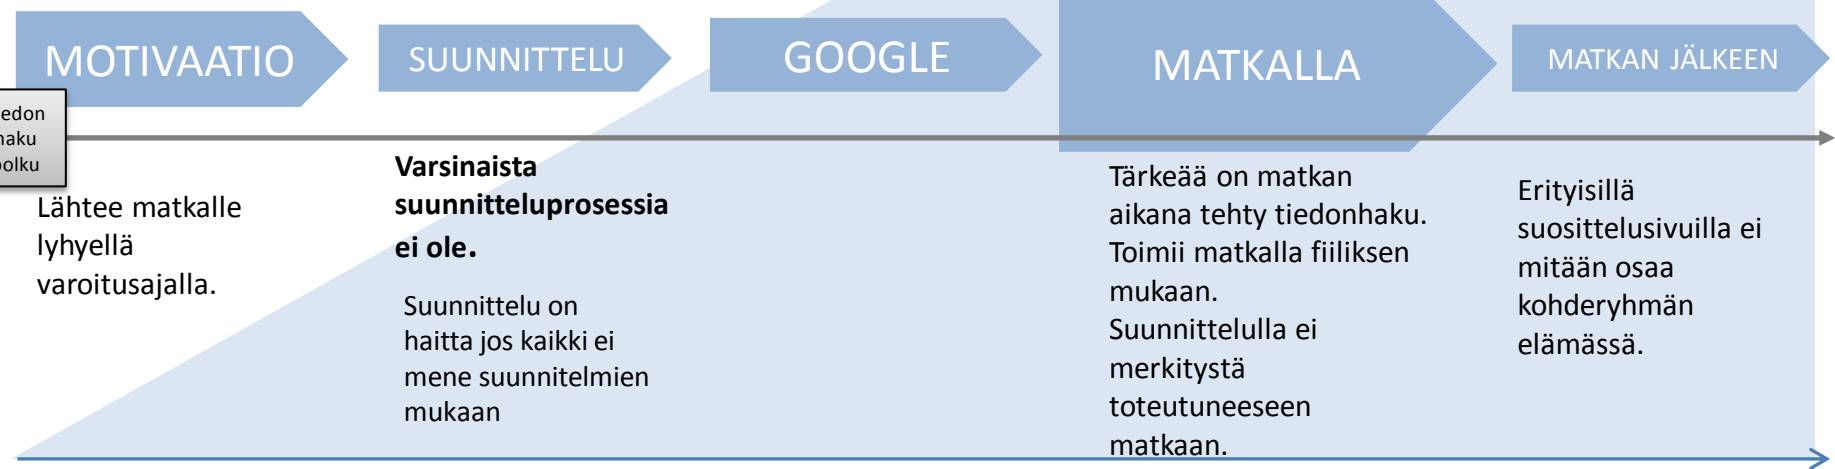 MOTIVAATIO
SUUNNITTELU
GOOGLE
MATKALLA
MATKAN JÄLKEEN
edon
haku
polku
Lähtee matkalle
lyhyellä
varoitusajalla.
Varsinaista
suunnitteluprosessia
ei ole.
Suunnittelu on
haitta jos kaikki ei
mene suunnitelmien
mukaan
Tärkeää on matkan
aikana tehty tiedonhaku.
Toimii matkalla fiiliksen
mukaan.
Suunnittelulla ei
merkitystä
toteutuneeseen
matkaan.
Erityisillä
suosittelusivuilla ei
mitään osaa
kohderyhmän
elämässä.